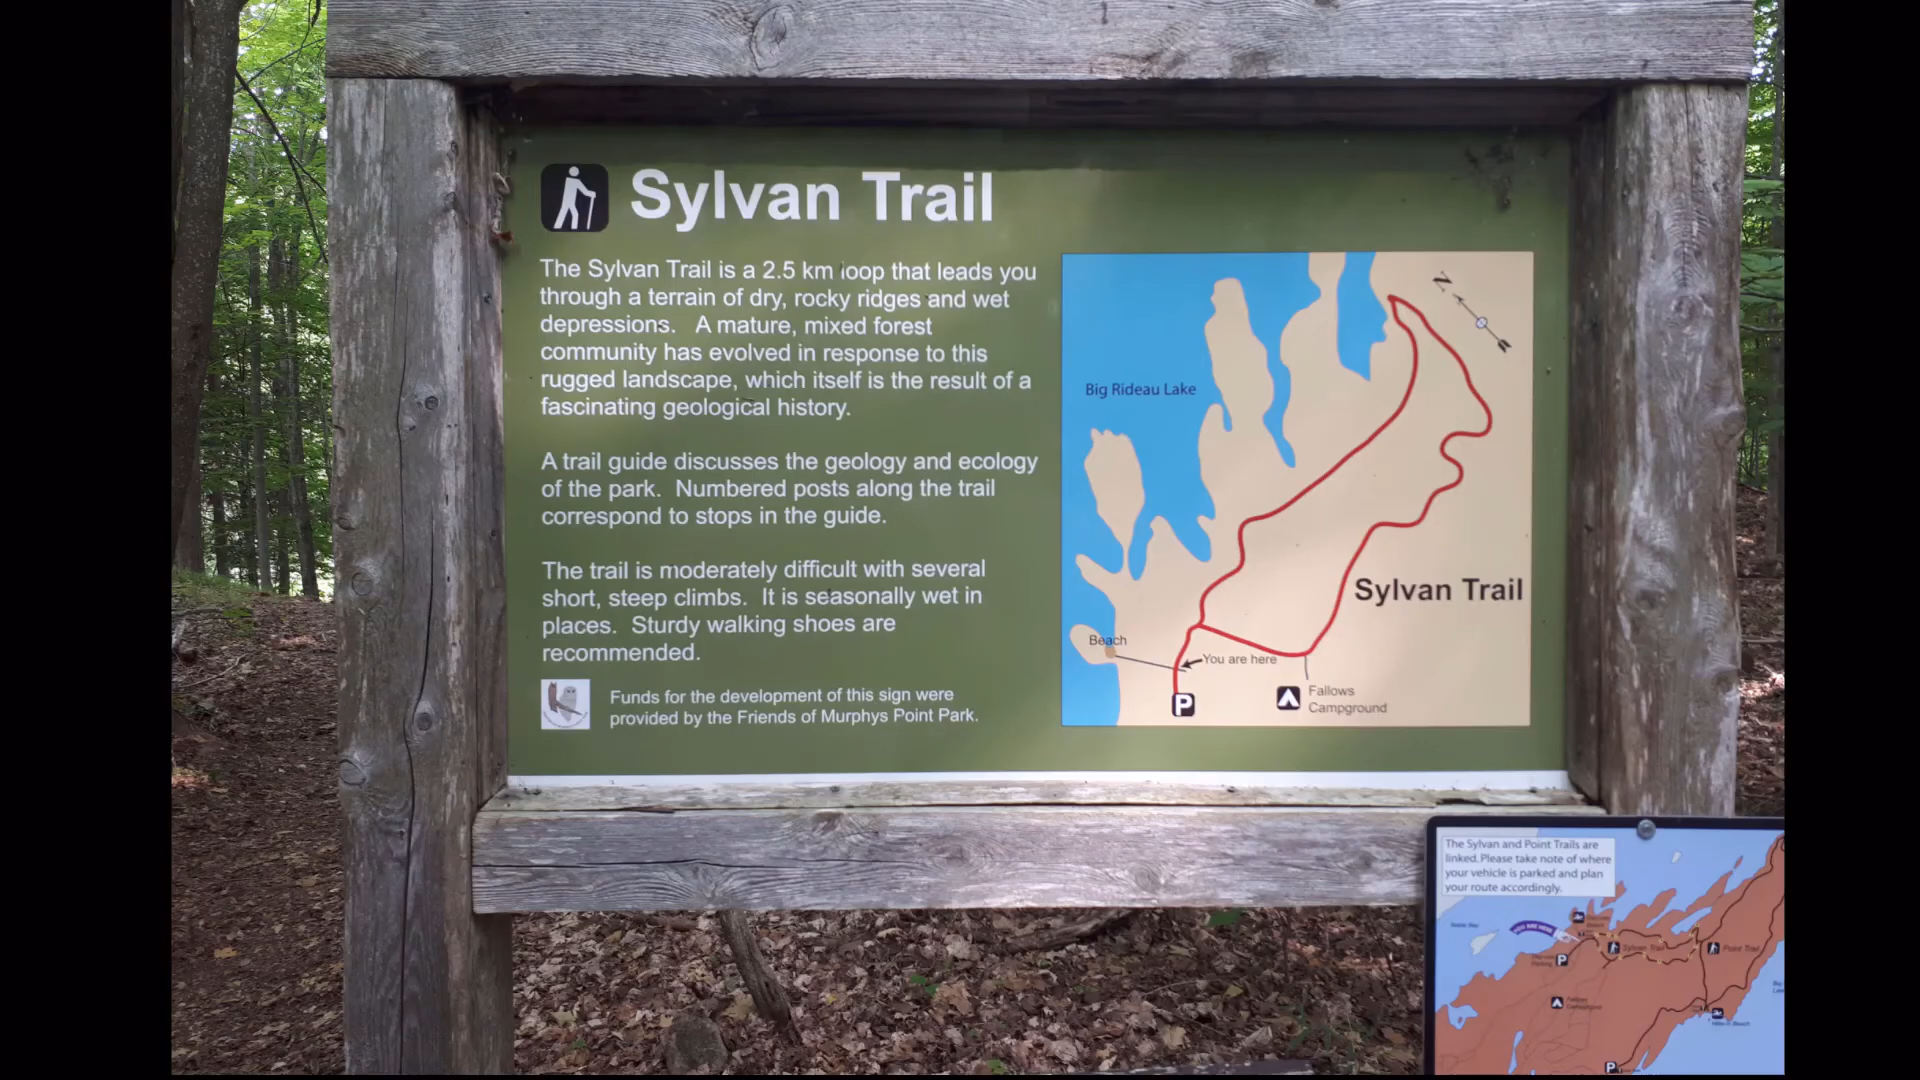 Sylvan Trail
The Sylvan Trail is a 2.5 km loop that leads you
through a terrain of dry, rocky ridges and wet
depressions. A mature, mixed forest
community has evolved in response to this
rugged landscape, which itself is the result of a
fascinating geological history.
A trail guide discusses the geology and ecology
of the park. Numbered posts along the trail
correspond to stops in the guide.
The trail is moderately difficult with several
short, steep climbs. It is seasonally wet in
places. Sturdy walking shoes are
recommended.
Funds for the development of this sign were
provided by the Friends of Murphys Point Park.
N
Big Rideau Lake
Sylvan Trail
Beach
You are here
P
Fallows
Campground
The Sylvan and Point Trails are
linked. Please take note of where
your vehicle is parked and plan
your route accordingly.
YOU ARE HERE
Sylvan Trail
Point Trail
P
Fallows
Campground
P